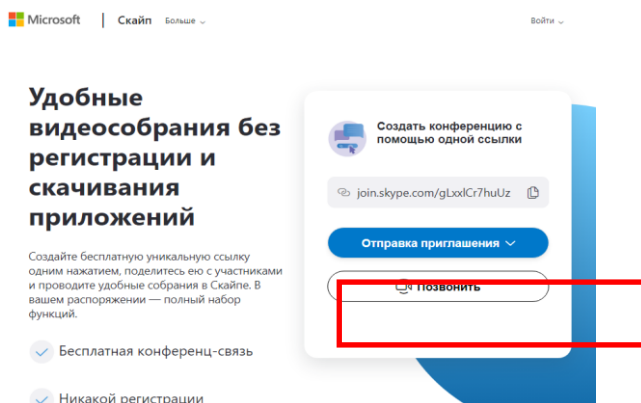 Microsoft Скайп Больше
Войти
Удобные
видеособрания без
регистрации и
скачивания
приложений
Создайте бесплатную уникальную ссылку
одним нажатием, поделитесь ею с участниками
и проводите удобные собрания в Скайпе. В
вашем распоряжении — полный набор
функций.
Бесплатная конференц-связь
Никакой регистрации
Создать конференцию с
помощью одной ссылки
join.skype.com/gLxxlCr7huUz
Отправка приглашения
Позвонить